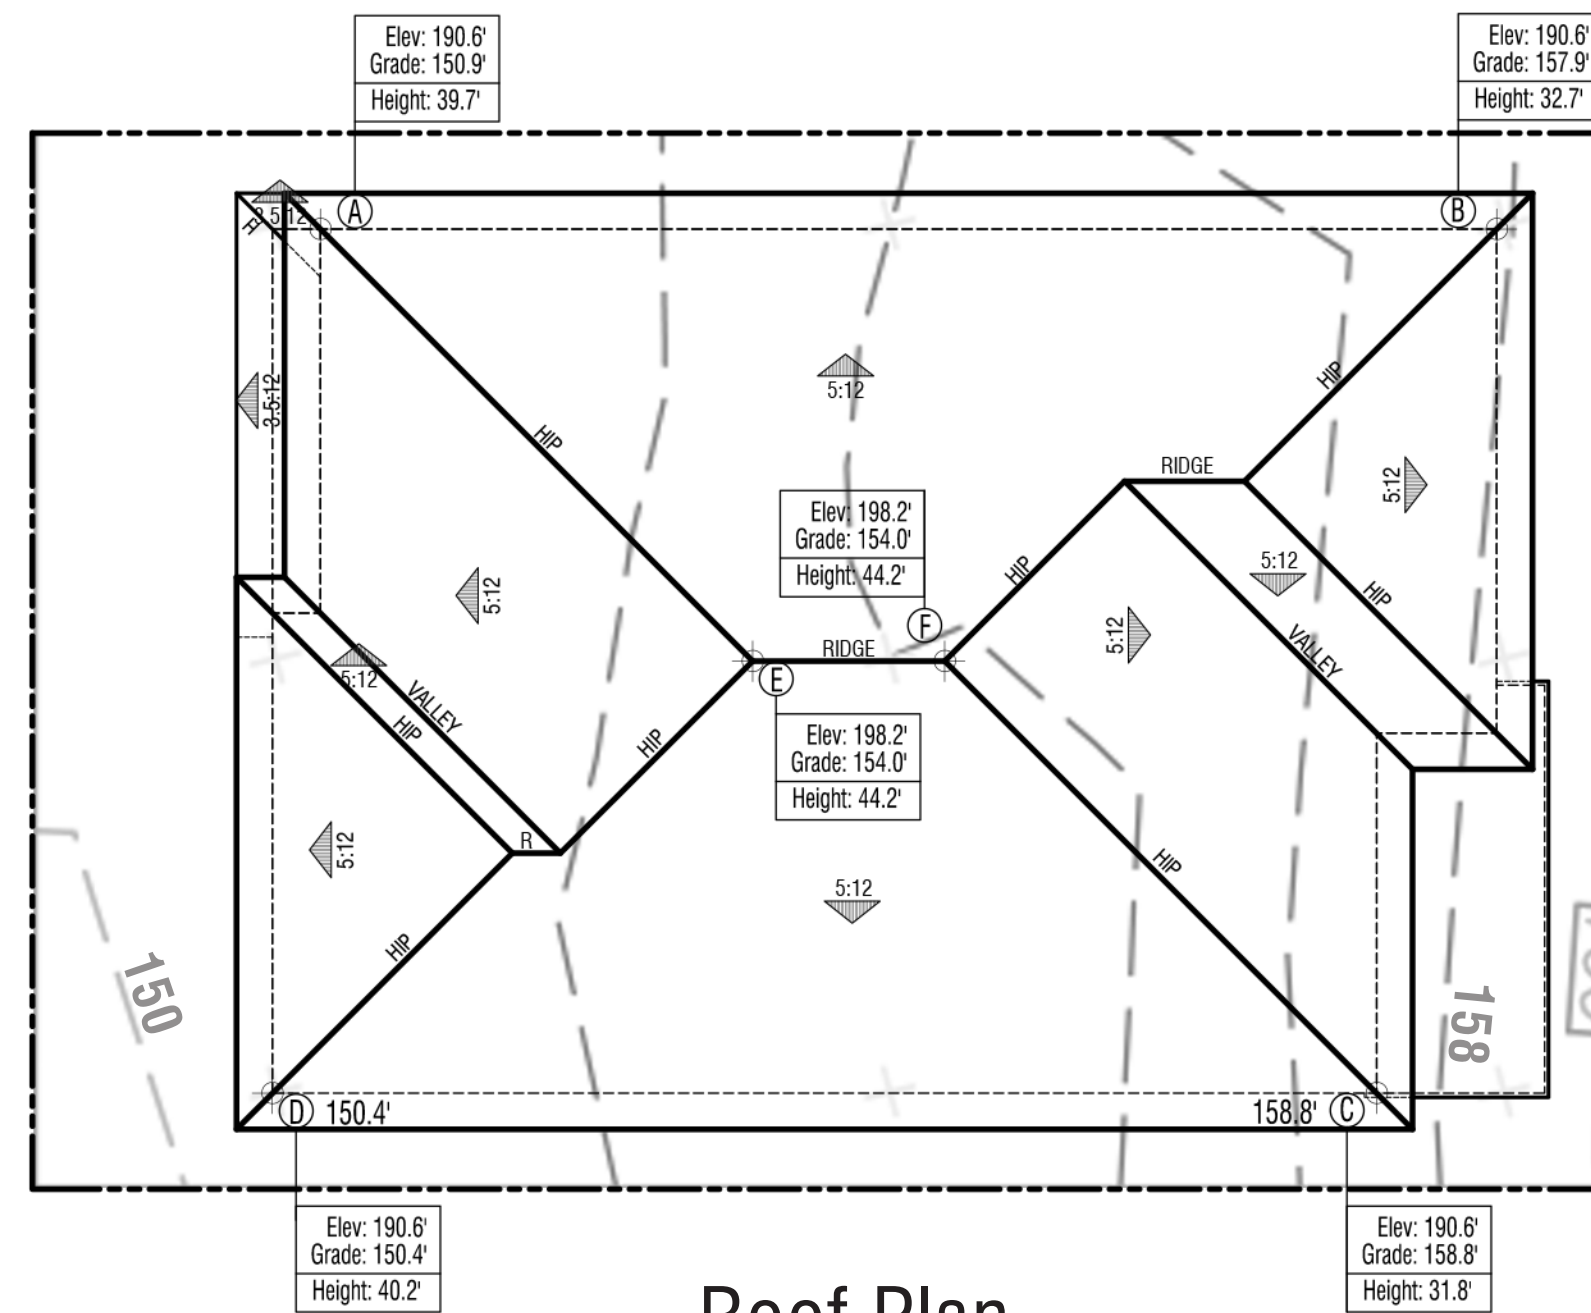 Elev: 190.6'
Grade: 150.9'
Height: 39.7'
Elev: 190.6'
Grade: 157.9'
Height: 32.7'
3.5:12
H
A
B
3.5:12
HIP
5:12
HIP
RIDGE
5:12
5:12
Elev: 198.2'
Grade: 154.0'
Height: 44.2'
HIP
5:12
HIP
5:12
F
RIDGE
5:12
VALLEY
5:12
VALLEY
HIP
HIP
E
Elev: 198.2'
Grade: 154.0'
Height: 44.2'
R
5:12
HIP
5:12
HIP
150
158
D 150.4'
158.8' C
Elev: 190.6'
Grade: 150.4'
Height: 40.2'
Elev: 190.6'
Grade: 158.8'
Height: 31.8'
Roof Plan